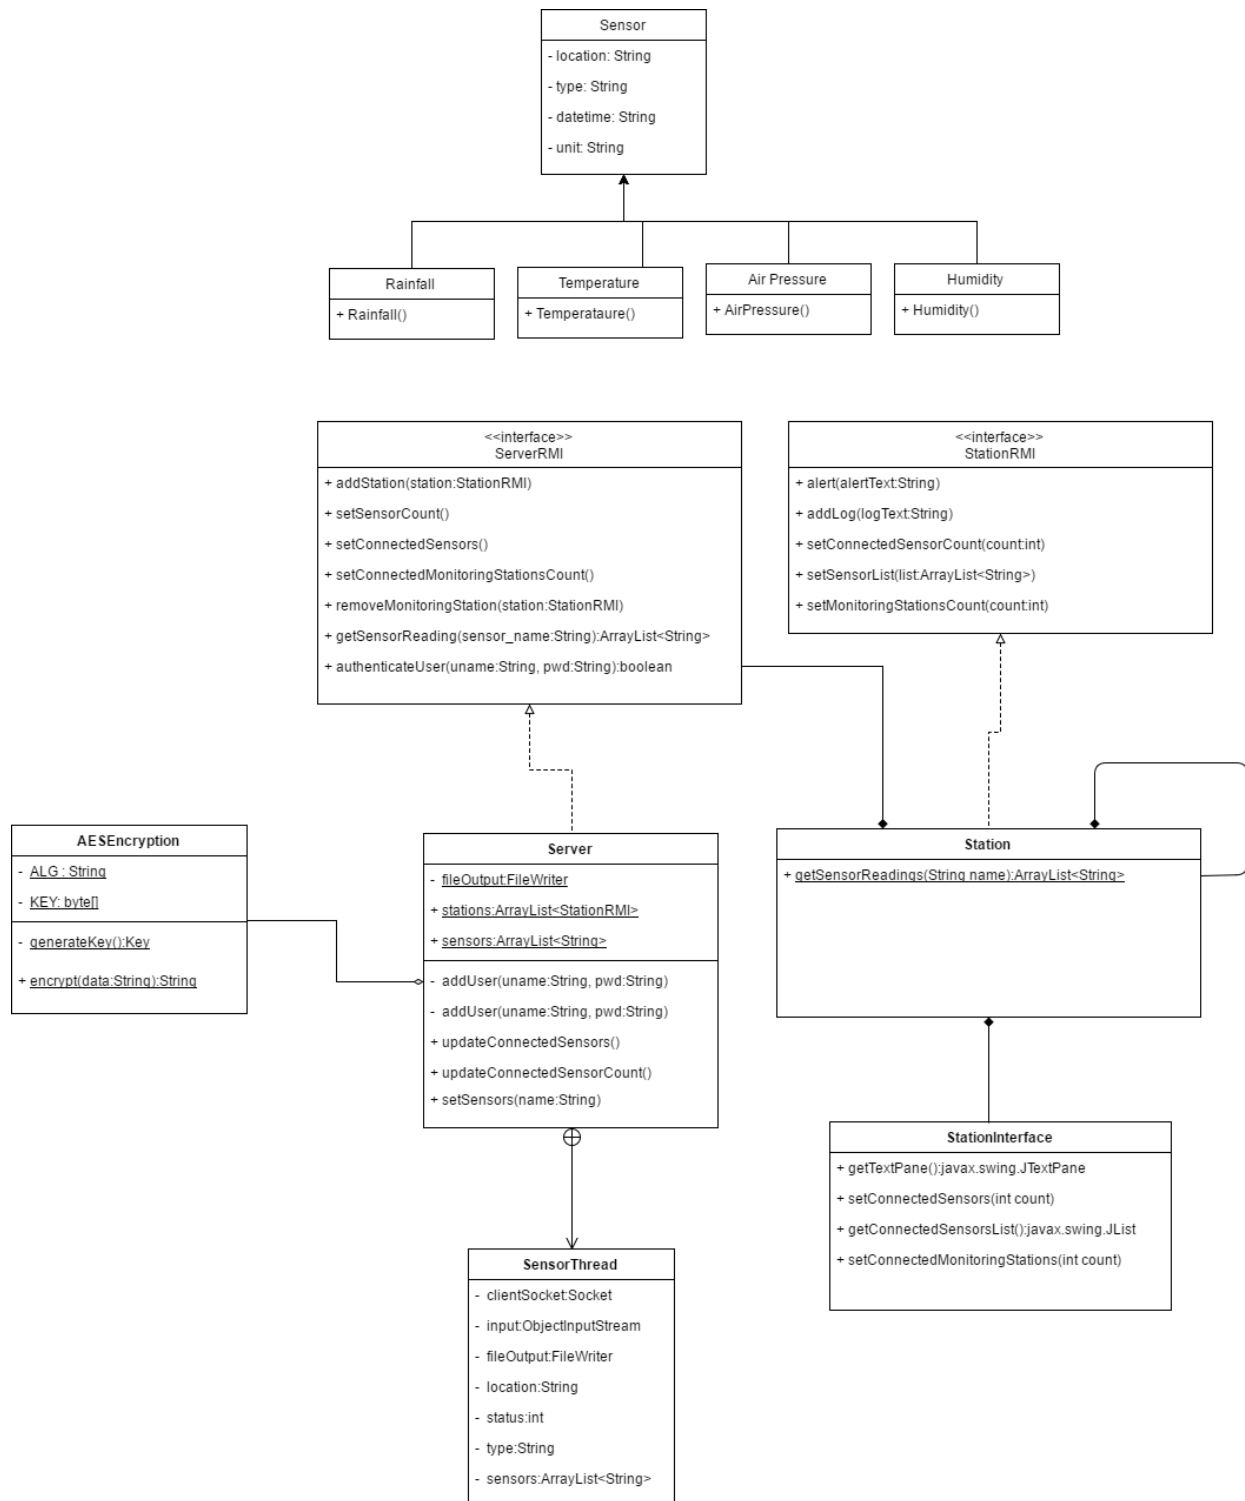 Sensor
- location: String
- type: String
- datetime: String
- unit: String
Rainfall
+ Rainfall()
Temperature
+ Temperataure()
Air Pressure
+ AirPressure()
Humidity
+ Humidity()
<<interface>>
ServerRMI
+ addStation(station:StationRMI)
+ setSensorCount()
+ setConnectedSensors()
+ setConnectedMonitoringStationsCount()
+ removeMonitoringStation(station:StationRMI)
+ getSensorReading(sensor_name:String):ArrayList<String>
+ authenticateUser(uname:String, pwd:String):boolean
<<interface>>
StationRMI
+ alert(alertText:String)
+ addLog(logText:String)
+ setConnectedSensorCount(count:int)
+ setSensorList(list:ArrayList<String>)
+ setMonitoringStationsCount(count:int)
AESEncryption
- ALG : String
- KEY: byte[]
- generateKey():Key
+ encrypt(data:String):String
Server
- fileOutput:FileWriter
+ stations:ArrayList<StationRMI>
+ sensors:ArrayList<String>
- addUser(uname:String, pwd:String)
- addUser(uname:String, pwd:String)
+ updateConnectedSensors()
+ updateConnectedSensorCount()
+ setSensors(name:String)
Station
+ getSensorReadings(String name):ArrayList<String>
StationInterface
+ getTextPane():javax.swing.JTextPane
+ setConnectedSensors(int count)
+ getConnectedSensorsList():javax.swing.JList
+ setConnectedMonitoringStations(int count)
SensorThread
- clientSocket:Socket
- input:ObjectInputStream
- fileOutput:FileWriter
- location:String
- status:int
- type:String
- sensors:ArrayList<String>